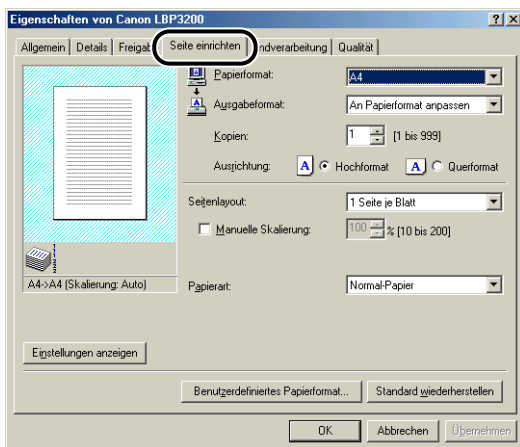 Eigenschaften von Canon LBP3200
Allgemein Details Freigab Seite einrichten ndverarbeitung Qualität
Papierformat: A4
Ausgabeformat: An Papierformat anpassen
Kopien: 1 [1 bis 999]
Ausrichtung: A Hochformat A Querformat
Seitenlayout: 1 Seite je Blatt
Manuelle Skalierung: 100 % [10 bis 200]
A4->A4 (Skalierung: Auto)
Papierart: Normal-Papier
Einstellungen anzeigen
Benutzerdefiniertes Papierformat... Standard wiederherstellen
OK Abbrechen Übernehmen